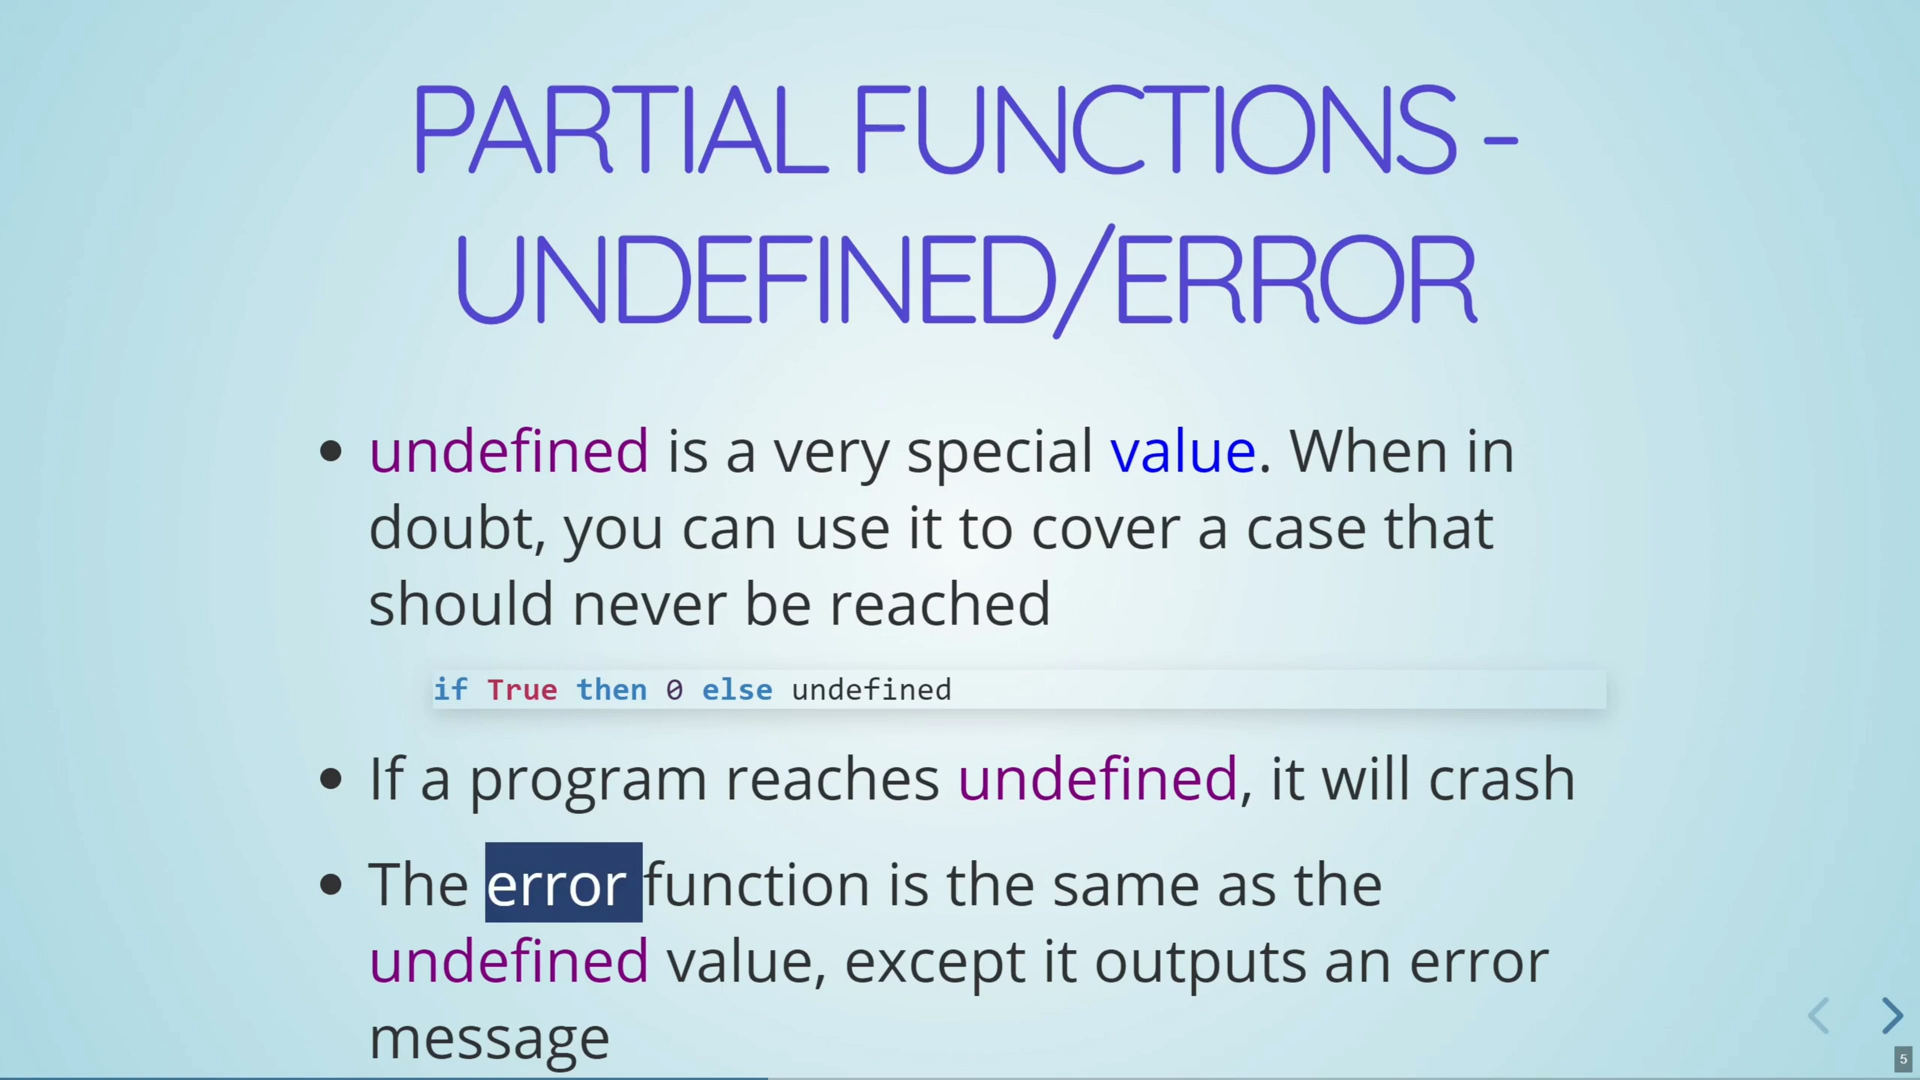 PARTIAL FUNCTIONS -
UNDEFINED/ERROR
• undefined is a very special value. When in
doubt, you can use it to cover a case that
should never be reached
if True then 0 else undefined
• If a program reaches undefined, it will crash
• The error function is the same as the
undefined value, except it outputs an error
message
5